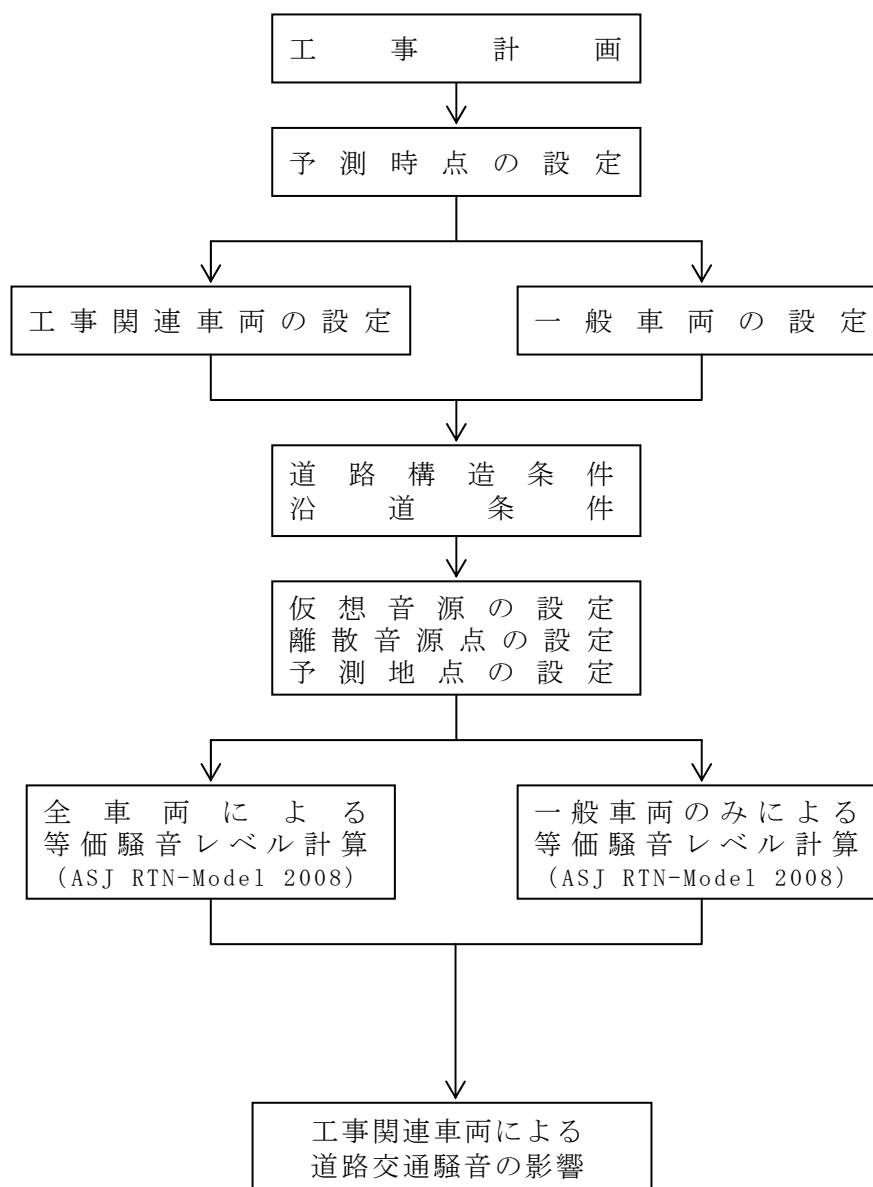 工事計画
予測時点の設定
工事関連車両の設定
一般車両の設定
道路構造条件
沿道条件
仮想音源の設定
離散音源点の設定
予測地点の設定
全車両による
等価騒音レベル計算
(ASJ RTN-Model 2008)
一般車両のみによる
等価騒音レベル計算
(ASJ RTN-Model 2008)
工事関連車両による
道路交通騒音の影響